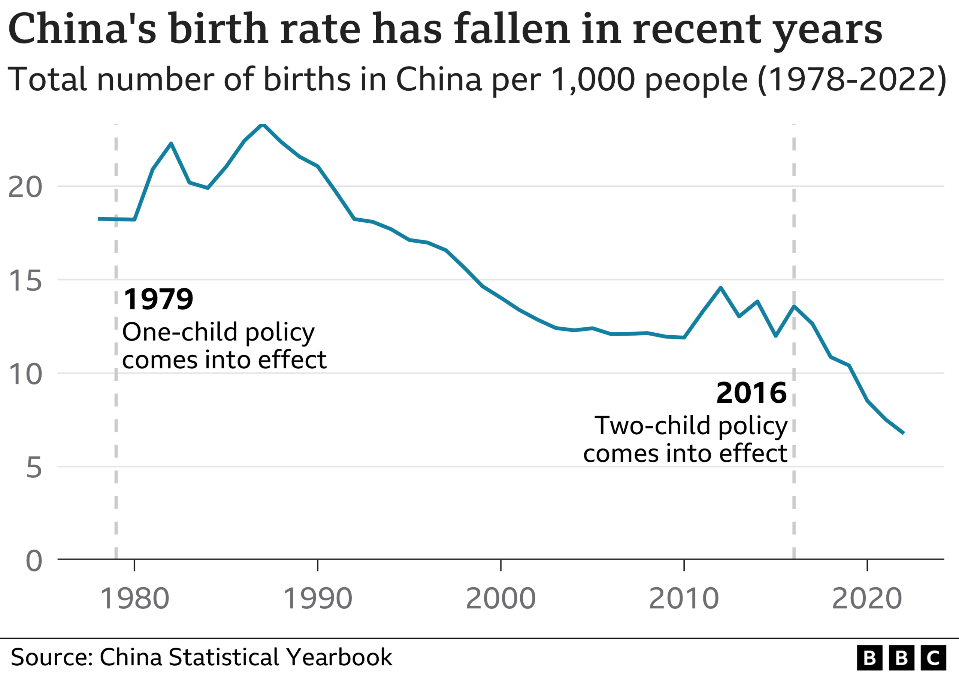 China's birth rate has fallen in recent years
Total number of births in China per 1,000 people (1978-2022)
20
15
1979
One-child policy
comes into effect
10
2016
Two-child policy
comes into effect
5
0
1980 1990 2000 2010 2020
Source: China Statistical Yearbook
BBC